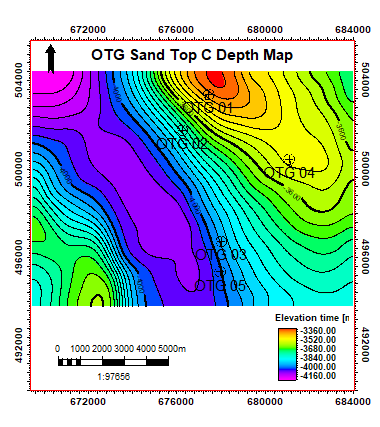 672000 676000 680000 684000
OTG Sand Top C Depth Map
504000 504000
OTG 01
-3800
OTG 02
OTG 04
500000 500000
-3600
OTG 03
496000 496000
OTG 05
Elevation time [m
-3360.00
-3520.00
-3680.00
-3840.00
-4000.00
-4160.00
492000 492000
0 1000 2000 3000 4000 5000m
1:97656
672000 676000 680000 684000